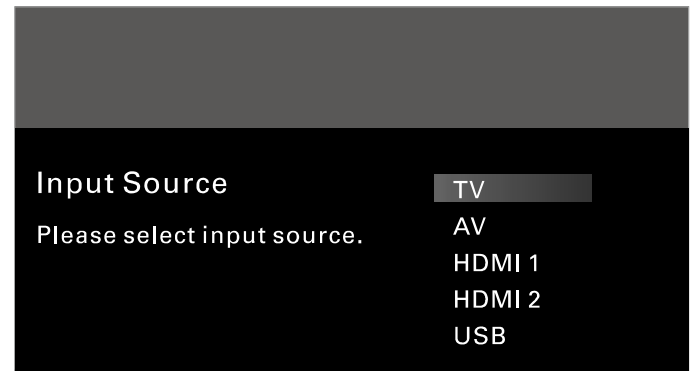 Input Source
Please select input source.
TV
AV
HDMI 1
HDMI 2
USB